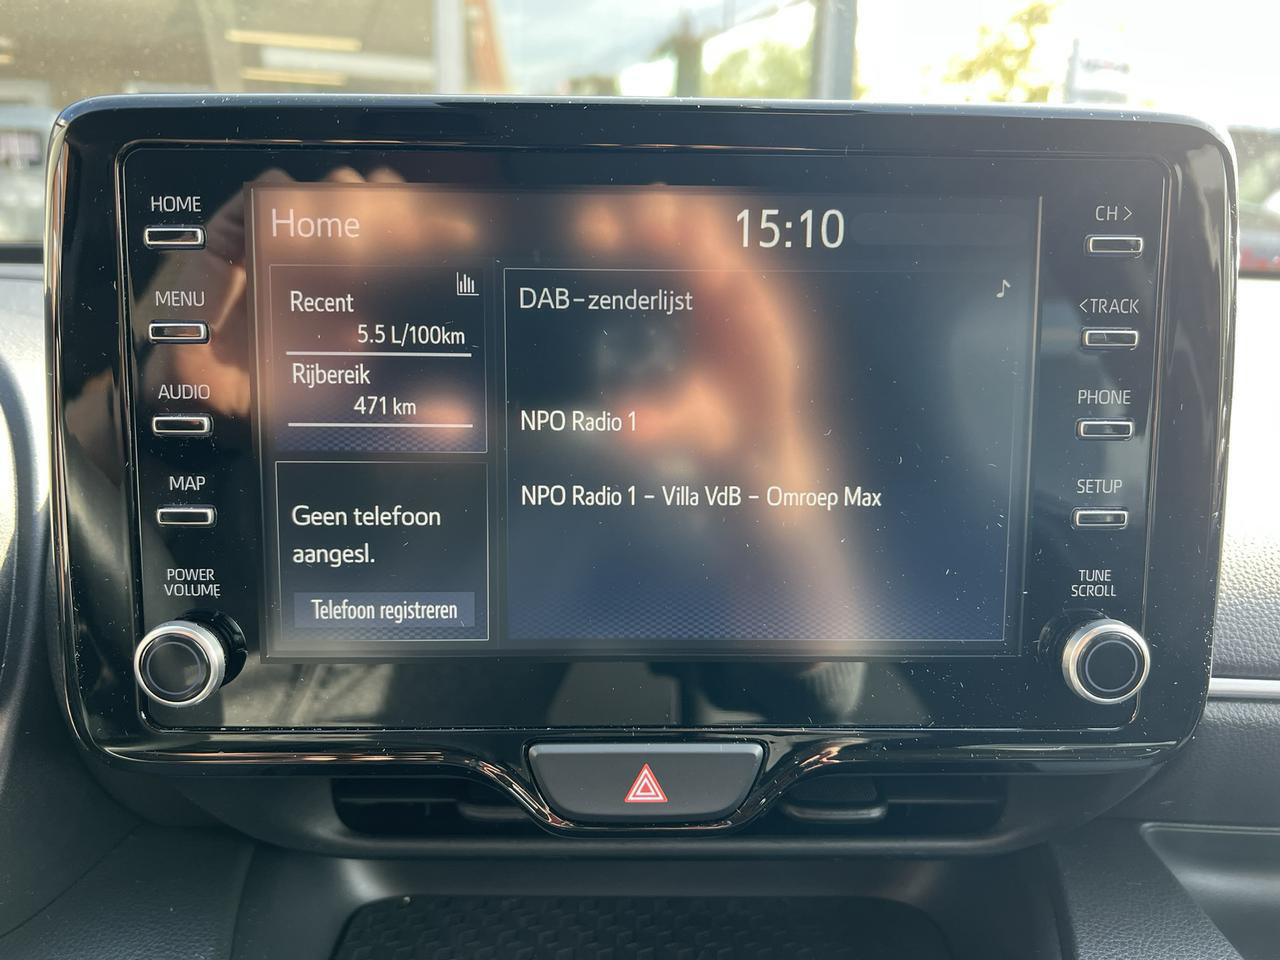 HOME
MENU
AUDIO
MAP
POWER
VOLUME
Home
15:10
Recent
5.5 L/100km
Rijbereik
471 km
Geen telefoon
aangesl.
Telefoon registreren
DAB-zenderlijst
NPO Radio 1
NPO Radio 1 - Villa VdB - Omroep Max
CH >
<TRACK
PHONE
SETUP
TUNE
SCROLL